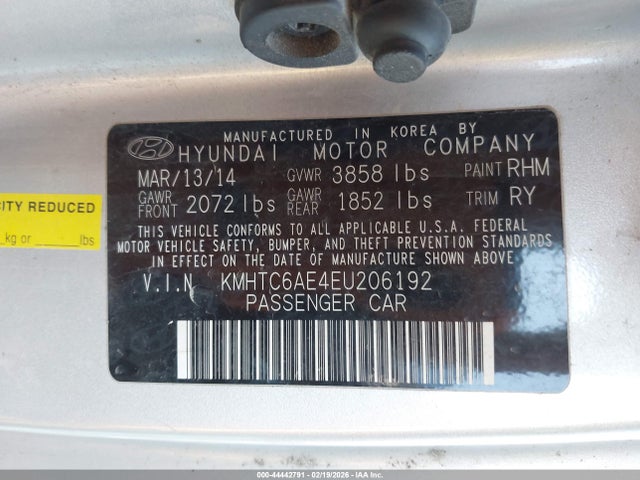 MANUFACTURED IN KOREA BY
HYUNDAI MOTOR COMPANY
MAR/13/14 GVWR 3858 lbs PAINT RHM
GAWR FRONT 2072 lbs GAWR REAR 1852 lbs TRIM RY
THIS VEHICLE CONFORMS TO ALL APPLICABLE U.S.A. FEDERAL
MOTOR VEHICLE SAFETY, BUMPER, AND THEFT PREVENTION STANDARDS
IN EFFECT ON THE DATE OF MANUFACTURE SHOWN ABOVE
V.I.N KMHTC6AE4EU206192
PASSENGER CAR
CITY REDUCED
kg or ______ lbs
000-44442791 - 02/19/2026 - COPART